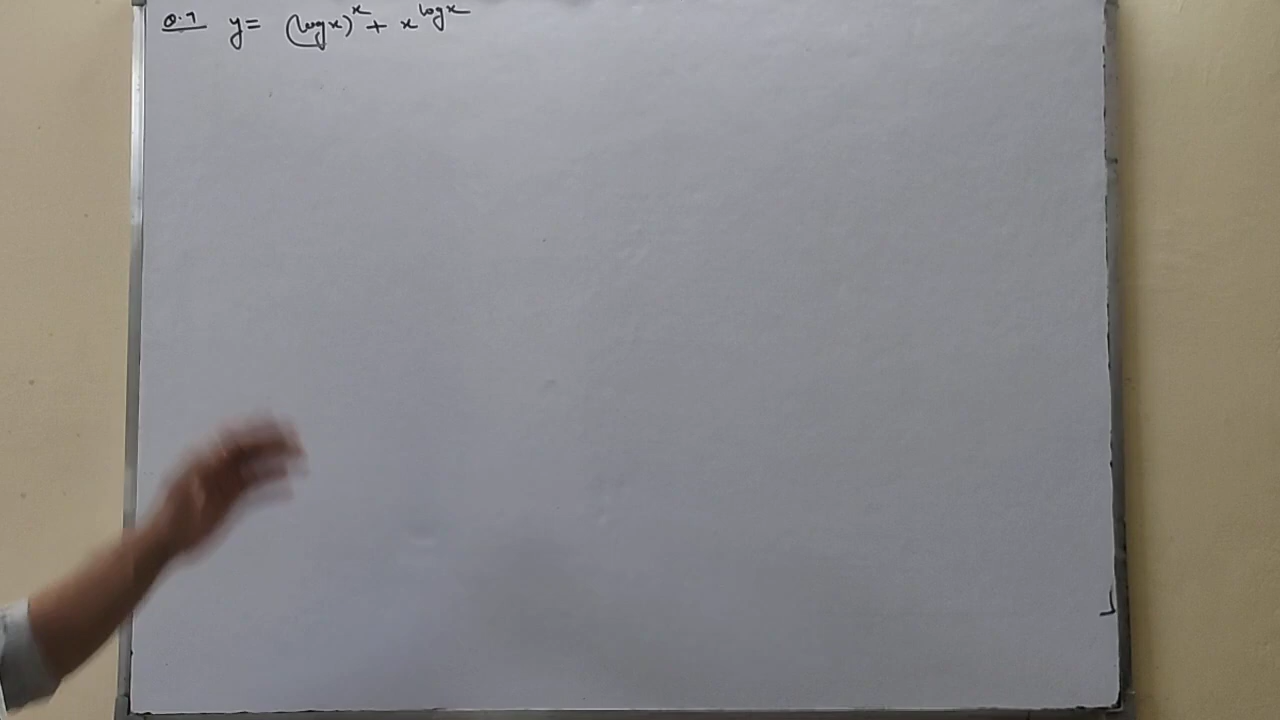 Q.7 y = (log x)^x + x^log x